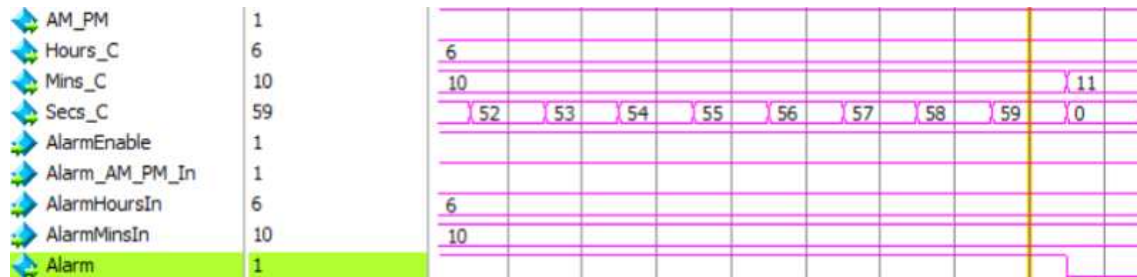 AM_PM 1
Hours_C 6 6
Mins_C 10 10 11
Secs_C 59 52 53 54 55 56 57 58 59 0
AlarmEnable 1
Alarm_AM_PM_In 1
AlarmHoursIn 6 6
AlarmMinsIn 10 10
Alarm 1